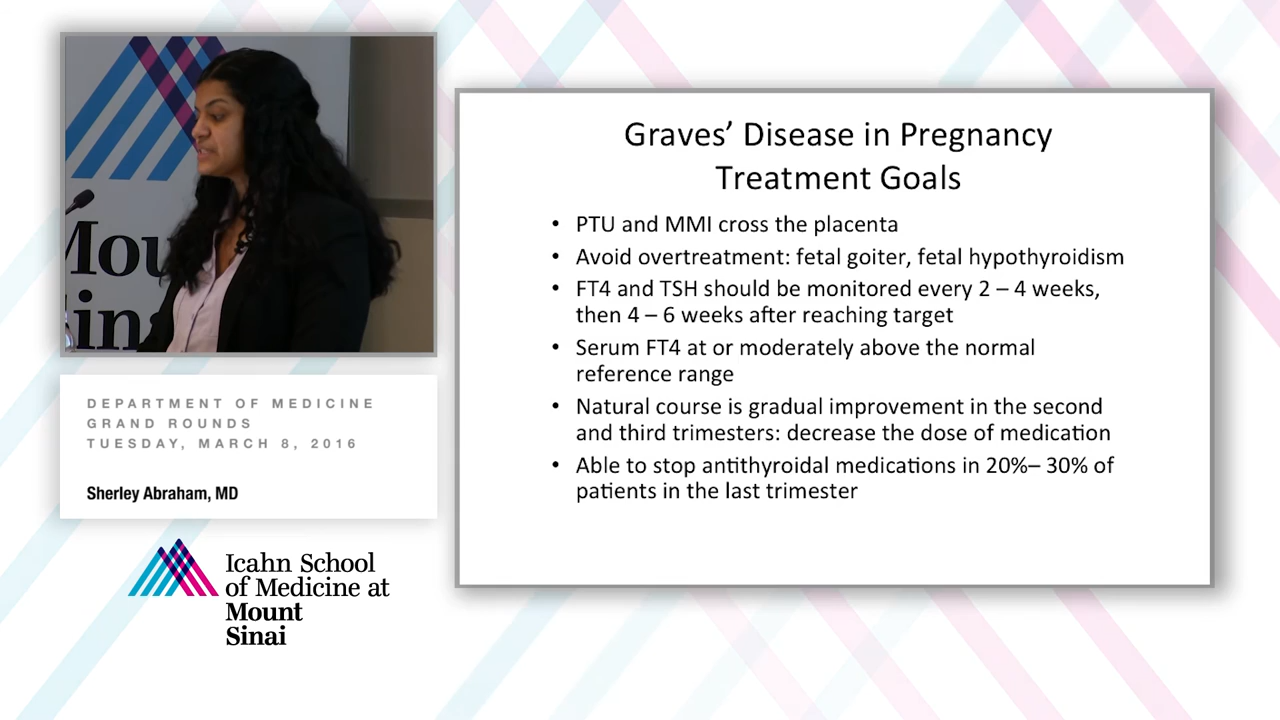 Mou
Sin
DEPARTMENT OF MEDICINE
GRAND ROUNDS
TUESDAY, MARCH 8, 2016
Sherley Abraham, MD
Icahn School
of Medicine at
Mount
Sinai
Graves’ Disease in Pregnancy
Treatment Goals
• PTU and MMI cross the placenta
• Avoid overtreatment: fetal goiter, fetal hypothyroidism
• FT4 and TSH should be monitored every 2 – 4 weeks,
then 4 – 6 weeks after reaching target
• Serum FT4 at or moderately above the normal
reference range
• Natural course is gradual improvement in the second
and third trimesters: decrease the dose of medication
• Able to stop antithyroidal medications in 20%– 30% of
patients in the last trimester